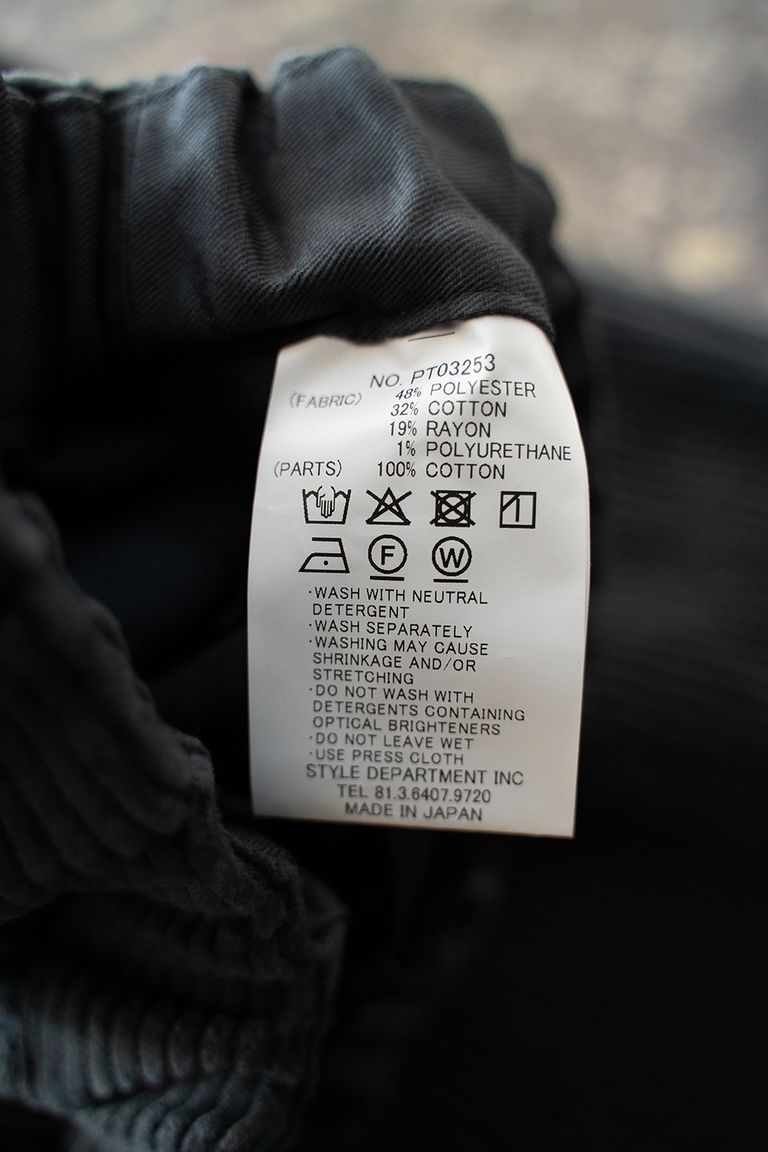 NO. PT03253
(FABRIC) 48% POLYESTER
32% COTTON
19% RAYON
1% POLYURETHANE
(PARTS) 100% COTTON
F W
·WASH WITH NEUTRAL
DETERGENT
·WASH SEPARATELY
·WASHING MAY CAUSE
SHRINKAGE AND/OR
STRETCHING
·DO NOT WASH WITH
DETERGENTS CONTAINING
OPTICAL BRIGHTENERS
·DO NOT LEAVE WET
·USE PRESS CLOTH
STYLE DEPARTMENT INC
TEL 81.3.6407.9720
MADE IN JAPAN